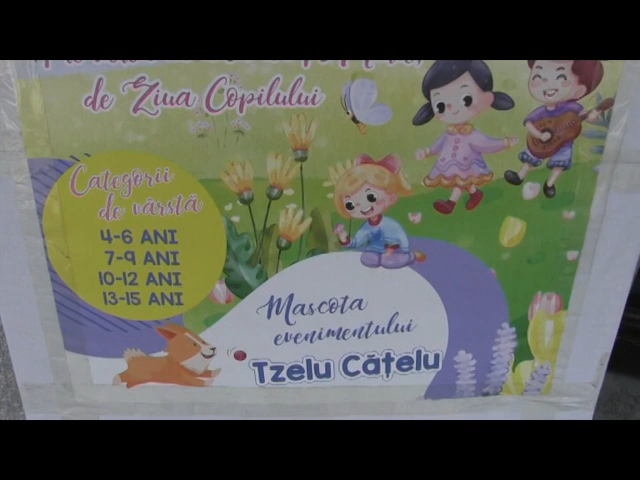 de Ziua Copilului
Categorii
de vârstă
4-6 ANI
7-9 ANI
10-12 ANI
13-15 ANI
Mascota
evenimentului
Tzelu Cățelu